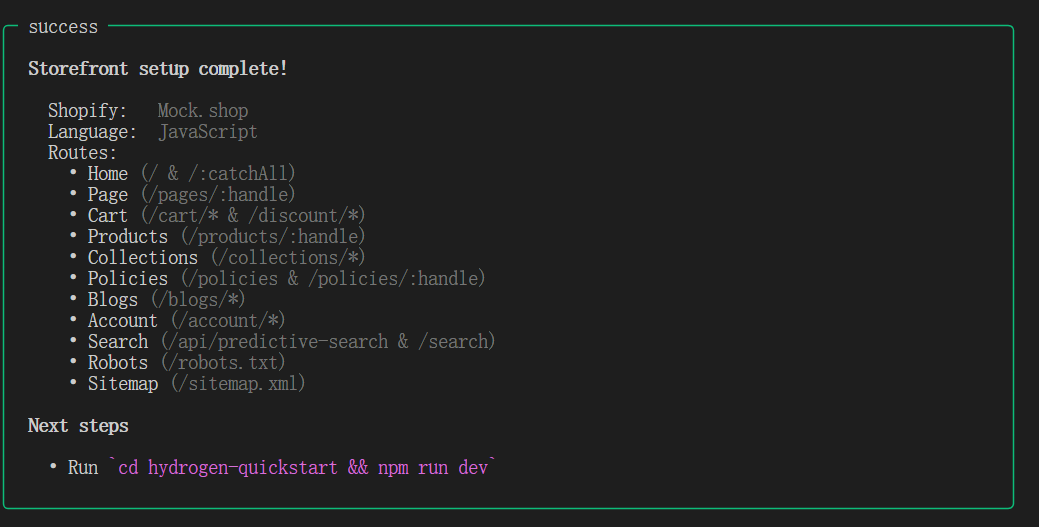 success
Storefront setup complete!
Shopify: Mock.shop
Language: JavaScript
Routes:
• Home (/ & /:catchAll)
• Page (/pages/:handle)
• Cart (/cart/* & /discount/*)
• Products (/products/:handle)
• Collections (/collections/*)
• Policies (/policies & /policies/:handle)
• Blogs (/blogs/*)
• Account (/account/*)
• Search (/api/predictive-search & /search)
• Robots (/robots.txt)
• Sitemap (/sitemap.xml)
Next steps
• Run `cd hydrogen-quickstart && npm run dev`